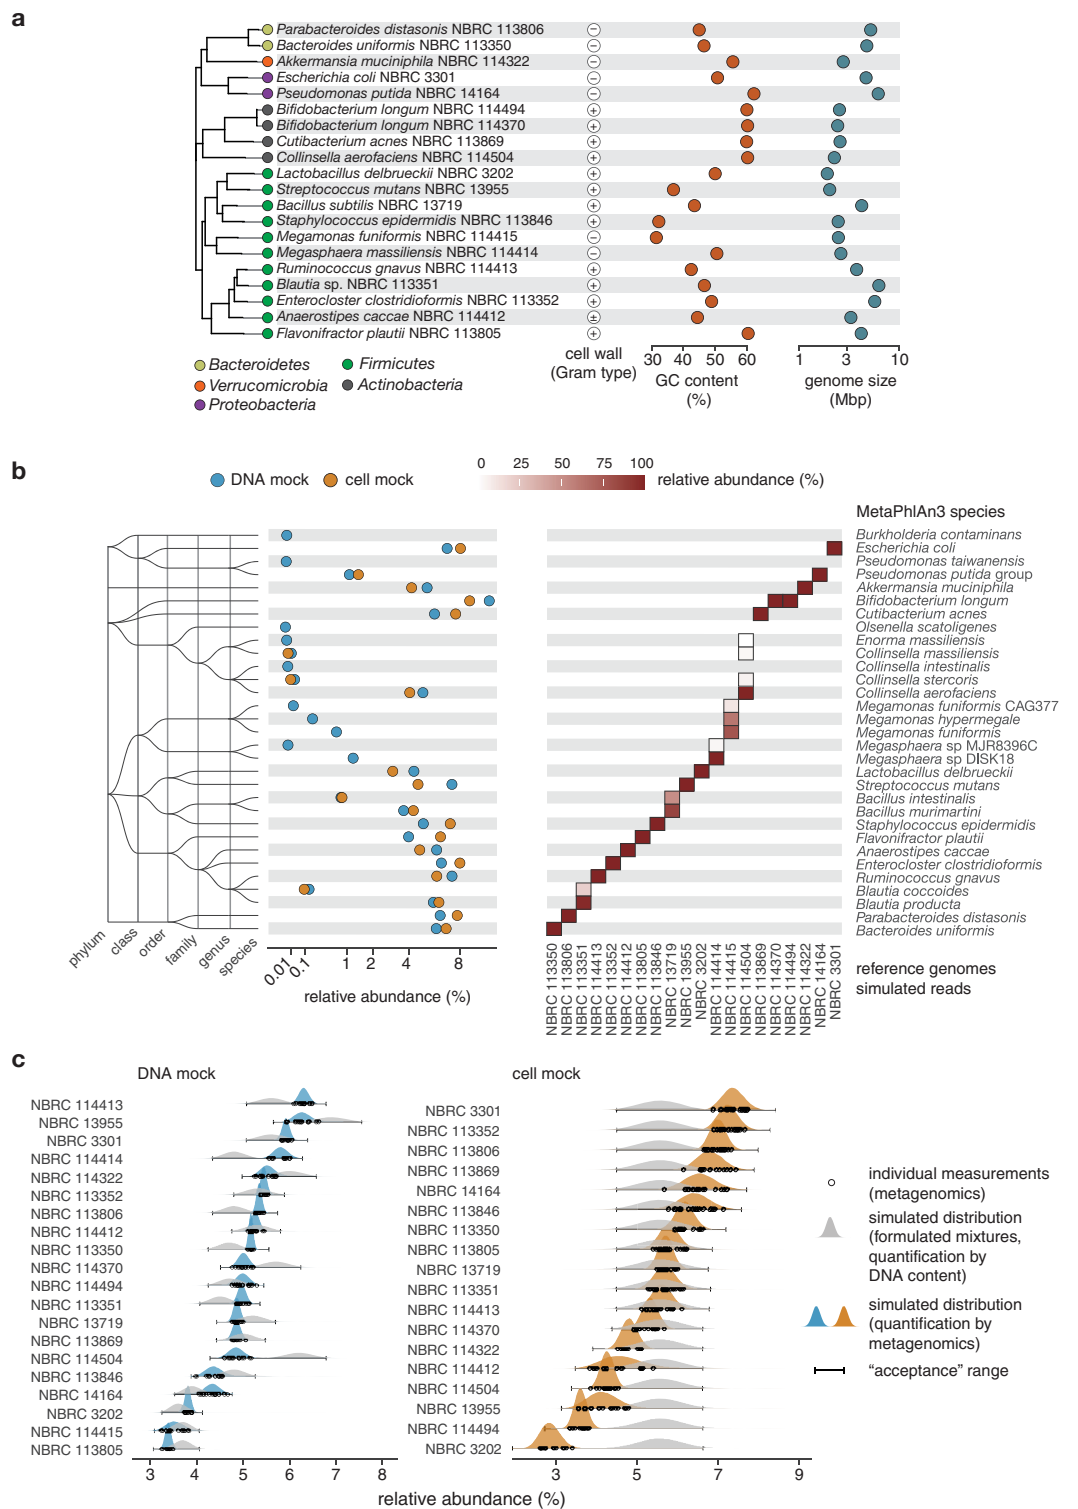 a
Parabacteroides distasonis NBRC 113806
Bacteroides uniformis NBRC 113350
Akkermansia muciniphila NBRC 114322
Escherichia coli NBRC 3301
Pseudomonas putida NBRC 14164
Bifidobacterium longum NBRC 114494
Bifidobacterium longum NBRC 114370
Cutibacterium acnes NBRC 113869
Collinsella aerofaciens NBRC 114504
Lactobacillus delbrueckii NBRC 3202
Streptococcus mutans NBRC 13955
Bacillus subtilis NBRC 13719
Staphylococcus epidermidis NBRC 113846
Megamonas funiformis NBRC 114415
Megasphaera massiliensis NBRC 114414
Ruminococcus gnavus NBRC 114413
Blautia sp. NBRC 113351
Enterocloster clostridioformis NBRC 113352
Anaerostipes caccae NBRC 114412
Flavonifractor plautii NBRC 113805
− − − − − + + + + + + + + − − + + + ± +
cell wall
(Gram type)
30 40 50 60
GC content
(%)
1 3 10
genome size
(Mbp)
Bacteroidetes
Firmicutes
Verrucomicrobia
Actinobacteria
Proteobacteria
b
DNA mock
cell mock
0 25 50 75 100
relative abundance (%)
MetaPhlAn3 species
Burkholderia contaminans
Escherichia coli
Pseudomonas taiwanensis
Pseudomonas putida group
Akkermansia muciniphila
Bifidobacterium longum
Cutibacterium acnes
Olsenella scatoligenes
Enorma massiliensis
Collinsella massiliensis
Collinsella intestinalis
Collinsella stercoris
Collinsella aerofaciens
Megamonas funiformis CAG377
Megamonas hypermegale
Megamonas funiformis
Megasphaera sp MJR8396C
Megasphaera sp DISK18
Lactobacillus delbrueckii
Streptococcus mutans
Bacillus intestinalis
Bacillus murimartini
Staphylococcus epidermidis
Flavonifractor plautii
Anaerostipes caccae
Enterocloster clostridioformis
Ruminococcus gnavus
Blautia coccoides
Blautia producta
Parabacteroides distasonis
Bacteroides uniformis
phylum
class
order
family
genus
species
0.01 0.1 1 2 4 8
relative abundance (%)
NBRC 113350
NBRC 113806
NBRC 113351
NBRC 114413
NBRC 113352
NBRC 114412
NBRC 113805
NBRC 113846
NBRC 13719
NBRC 13955
NBRC 3202
NBRC 114414
NBRC 114415
NBRC 114504
NBRC 113869
NBRC 114370
NBRC 114494
NBRC 114322
NBRC 14164
NBRC 3301
reference genomes
simulated reads
c
DNA mock
NBRC 114413
NBRC 13955
NBRC 3301
NBRC 114414
NBRC 114322
NBRC 113352
NBRC 113806
NBRC 114412
NBRC 113350
NBRC 114370
NBRC 114494
NBRC 113351
NBRC 13719
NBRC 113869
NBRC 114504
NBRC 113846
NBRC 14164
NBRC 3202
NBRC 114415
NBRC 113805
3 4 5 6 7 8
cell mock
NBRC 3301
NBRC 113352
NBRC 113806
NBRC 113869
NBRC 14164
NBRC 113846
NBRC 113350
NBRC 113805
NBRC 13719
NBRC 113351
NBRC 114413
NBRC 114370
NBRC 114322
NBRC 114412
NBRC 114504
NBRC 13955
NBRC 114494
NBRC 3202
3 5 7 9
relative abundance (%)
individual measurements
(metagenomics)
simulated distribution
(formulated mixtures,
quantification by
DNA content)
simulated distribution
(quantification by
metagenomics)
“acceptance” range